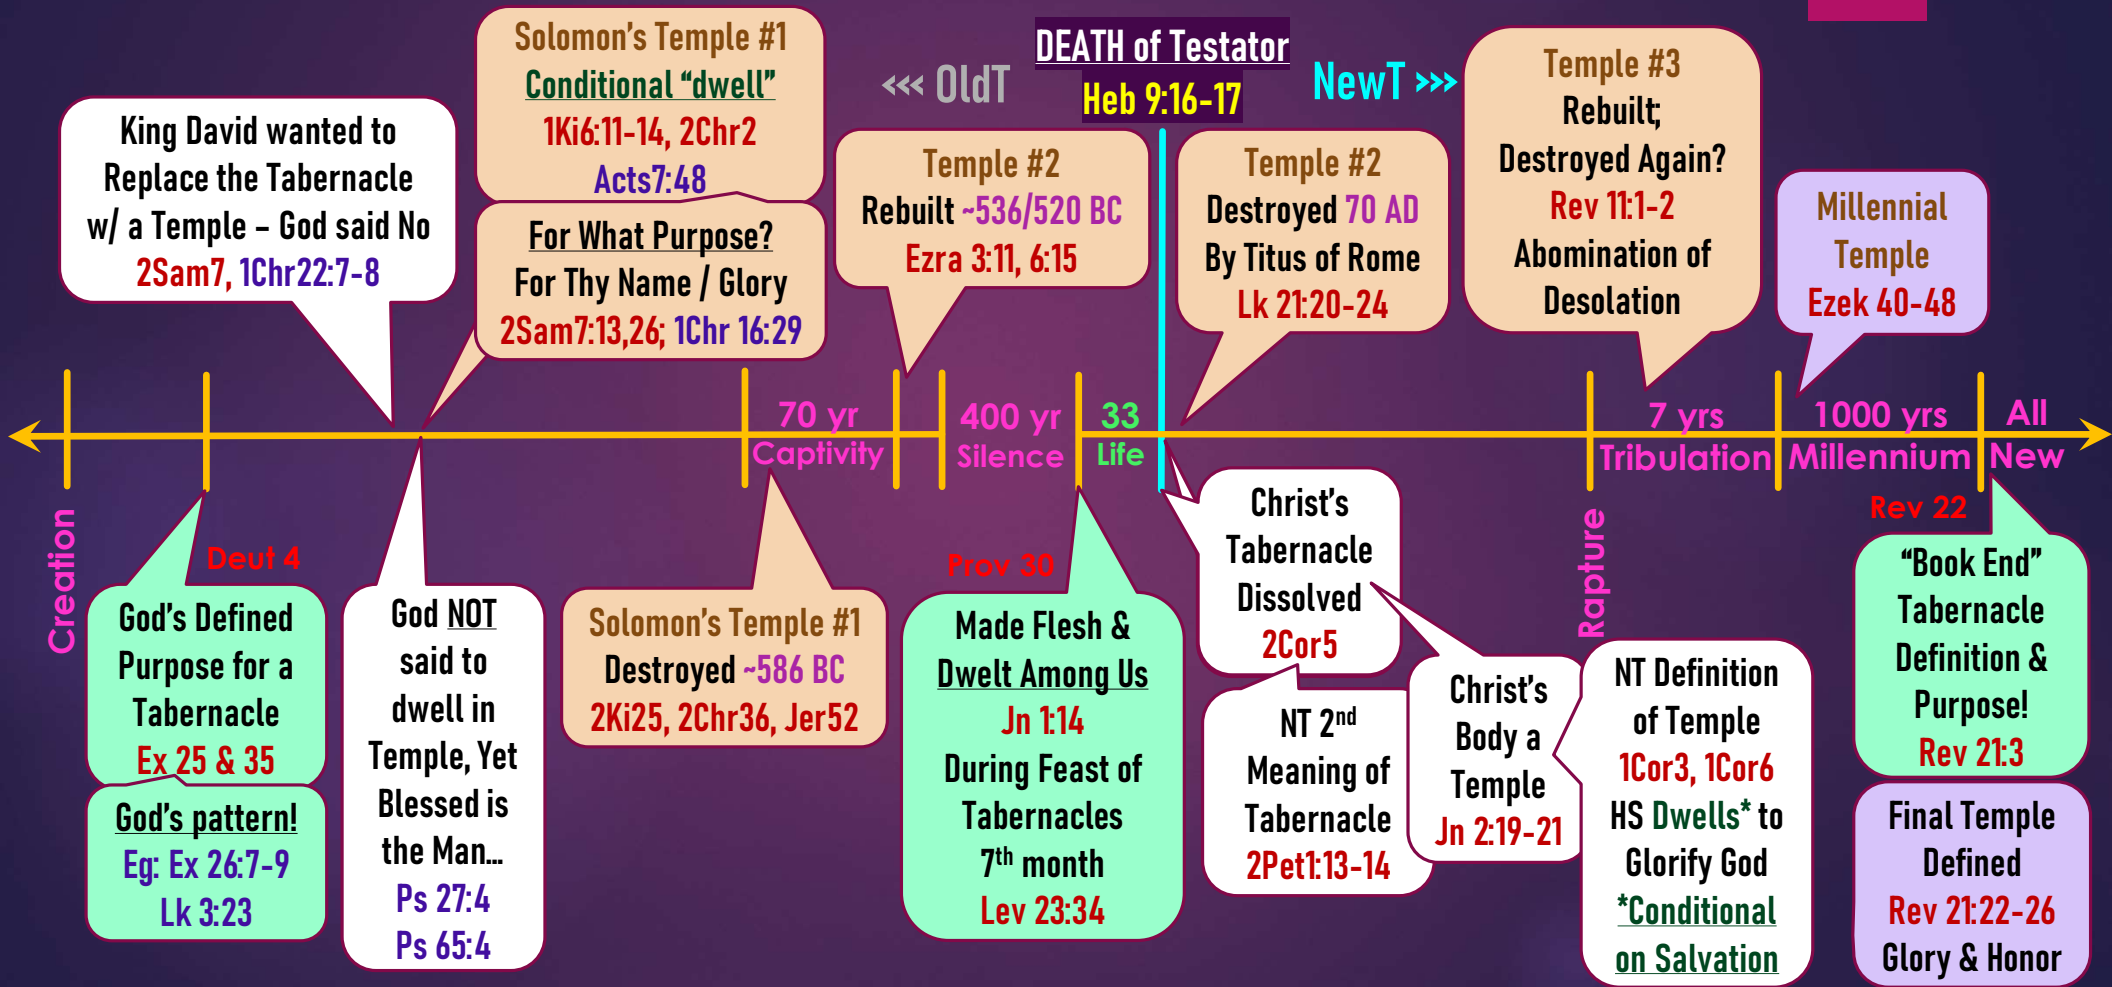 King David wanted to
Replace the Tabernacle
w/ a Temple – God said No
2Sam7, 1Chr22:7-8
Solomon's Temple #1
Conditional “dwell”
1Ki6:11-14, 2Chr2
Acts7:48
For What Purpose?
For Thy Name / Glory
2Sam7:13,26; 1Chr 16:29
<<< OldT
DEATH of Testator
Heb 9:16-17
NewT >>>
Temple #2
Rebuilt ~536/520 BC
Ezra 3:11, 6:15
Temple #2
Destroyed 70 AD
By Titus of Rome
Lk 21:20-24
Temple #3
Rebuilt;
Destroyed Again?
Rev 11:1-2
Abomination of
Desolation
Millennial
Temple
Ezek 40-48
70 yr
Captivity
400 yr
Silence
33
Life
7 yrs
Tribulation
1000 yrs
Millennium
All
New
Creation
Deut 4
God's Defined
Purpose for a
Tabernacle
Ex 25 & 35
God's pattern!
Eg: Ex 26:7-9
Lk 3:23
God NOT
said to
dwell in
Temple, Yet
Blessed is
the Man...
Ps 27:4
Ps 65:4
Solomon's Temple #1
Destroyed ~586 BC
2Ki25, 2Chr36, Jer52
Prov 30
Made Flesh &
Dwelt Among Us
Jn 1:14
During Feast of
Tabernacles
7th month
Lev 23:34
Christ's
Tabernacle
Dissolved
2Cor5
NT 2nd
Meaning of
Tabernacle
2Pet1:13-14
Christ's
Body a
Temple
Jn 2:19-21
Rapture
NT Definition
of Temple
1Cor3, 1Cor6
HS Dwells* to
Glorify God
*Conditional
on Salvation
Rev 22
“Book End”
Tabernacle
Definition &
Purpose!
Rev 21:3
Final Temple
Defined
Rev 21:22-26
Glory & Honor